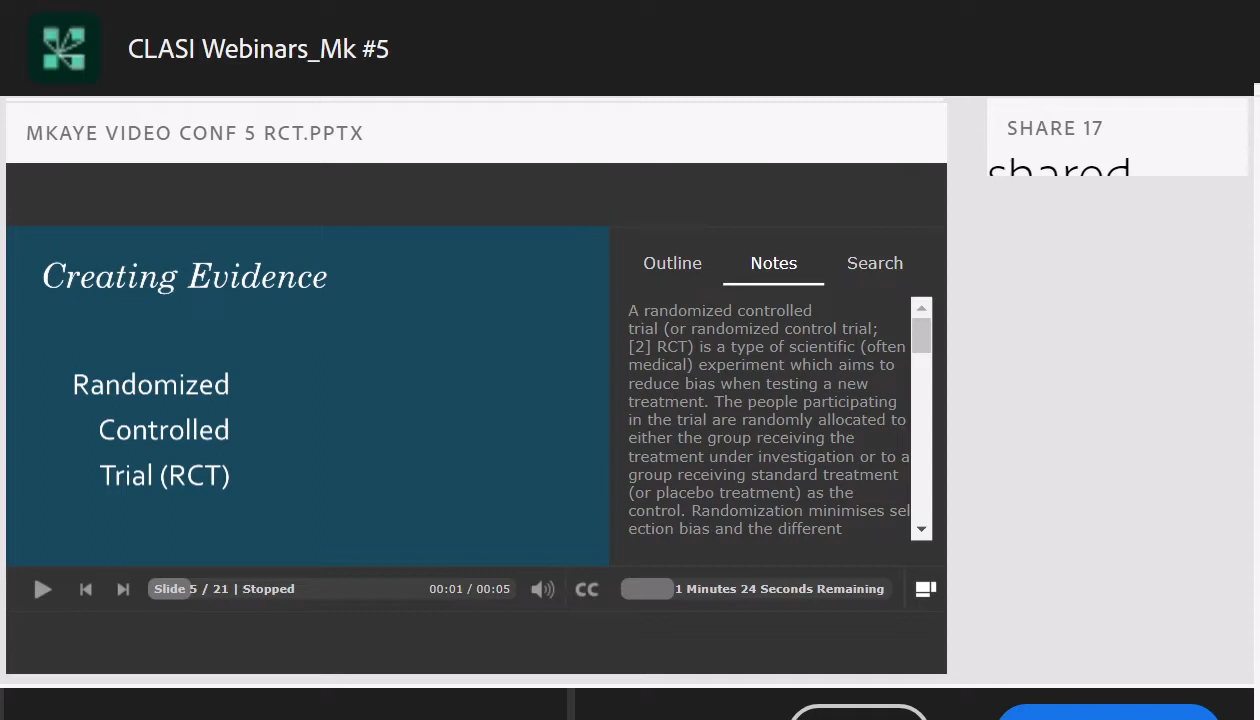 CLASI Webinars_Mk #5
MKAYE VIDEO CONF 5 RCT.PPTX
SHARE 17
shared
Creating Evidence
Randomized
Controlled
Trial (RCT)
Outline Notes Search
A randomized controlled
trial (or randomized control trial;
[2] RCT) is a type of scientific (often
medical) experiment which aims to
reduce bias when testing a new
treatment. The people participating
in the trial are randomly allocated to
either the group receiving the
treatment under investigation or to a
group receiving standard treatment
(or placebo treatment) as the
control. Randomization minimises sel
ection bias and the different
Slide 5 / 21 | Stopped 00:01 / 00:05 CC 1 Minutes 24 Seconds Remaining